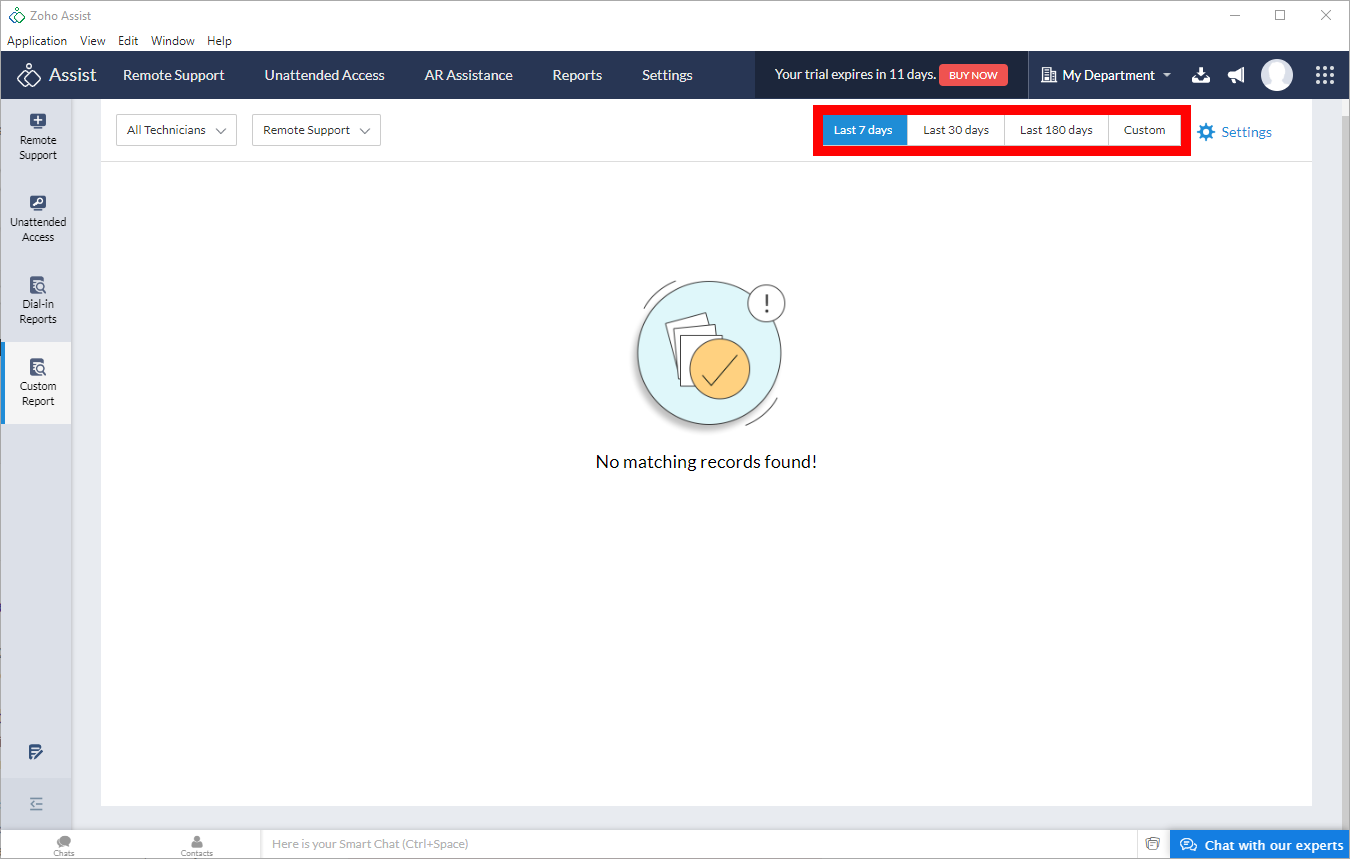 Zoho Assist
Application View Edit Window Help
Assist Remote Support Unattended Access AR Assistance Reports Settings Your trial expires in 11 days. BUY NOW My Department
Remote
Support
Unattended
Access
Dial-in
Reports
Custom
Report
All Technicians Remote Support Last 7 days Last 30 days Last 180 days Custom Settings
!
No matching records found!
Chats Contacts Here is your Smart Chat (Ctrl+Space) Chat with our experts